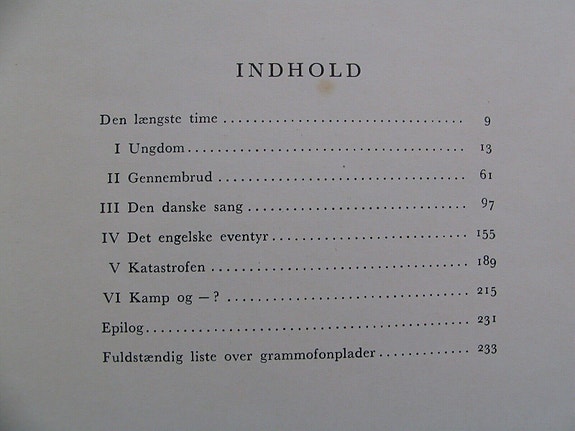 INDHOLD
Den længste time ................................ 9
I Ungdom..................................... 13
II Gennembrud ................................. 61
III Den danske sang ............................. 97
IV Det engelske eventyr.......................... 155
V Katastrofen .................................. 189
VI Kamp og — ? ................................ 215
Epilog........................................... 231
Fuldstændig liste over grammofonplader............ 233